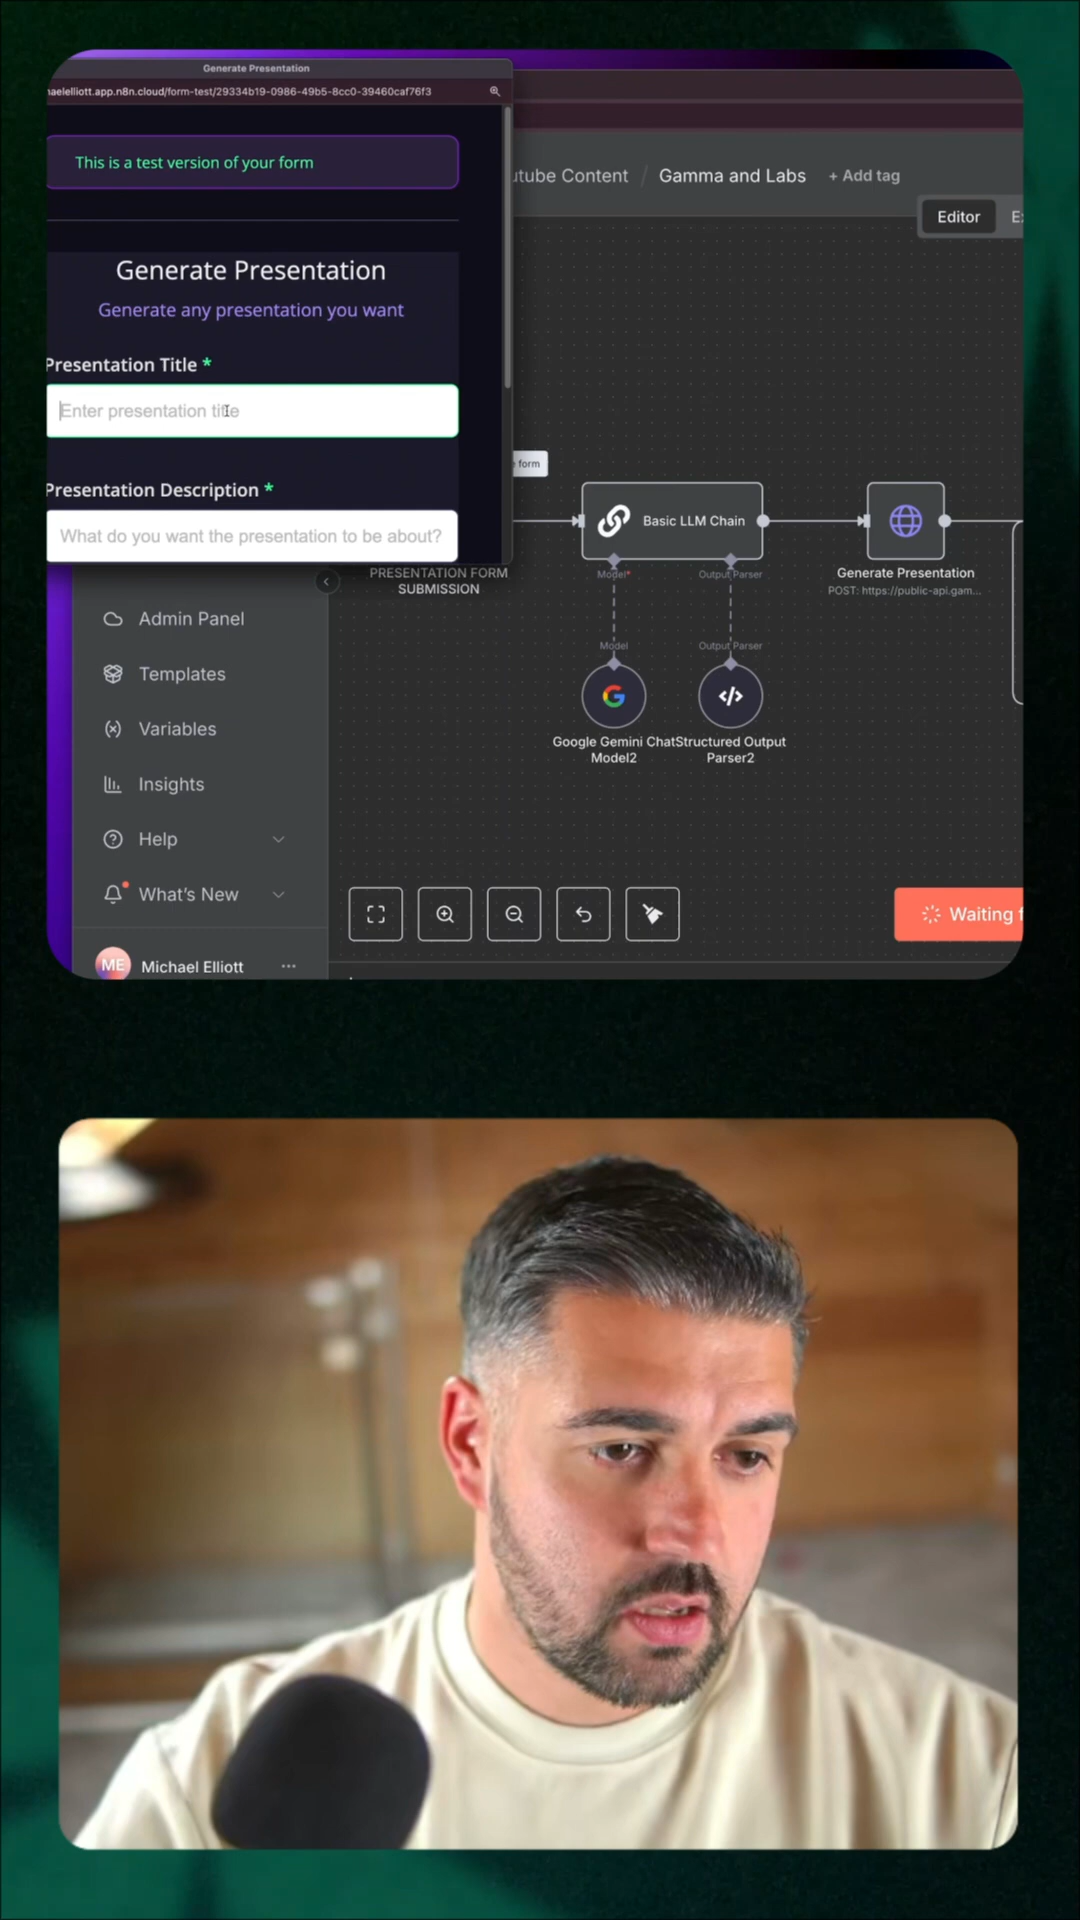 Generate Presentation
naelelliott.app.n8n.cloud/form-test/29334b19-0986-49b5-8cc0-39460caf76f3
This is a test version of your form
utube Content / Gamma and Labs + Add tag
Editor
Generate Presentation
Generate any presentation you want
Presentation Title *
Enter presentation title
form
Presentation Description *
What do you want the presentation to be about?
Basic LLM Chain
Model*
Output Parser
PRESENTATION FORM
SUBMISSION
Generate Presentation
POST: https://public-api.gam...
Model
Output Parser
Google Gemini Chat
Model2
Structured Output
Parser2
Admin Panel
Templates
Variables
Insights
Help
What's New
Waiting f
ME
Michael Elliott